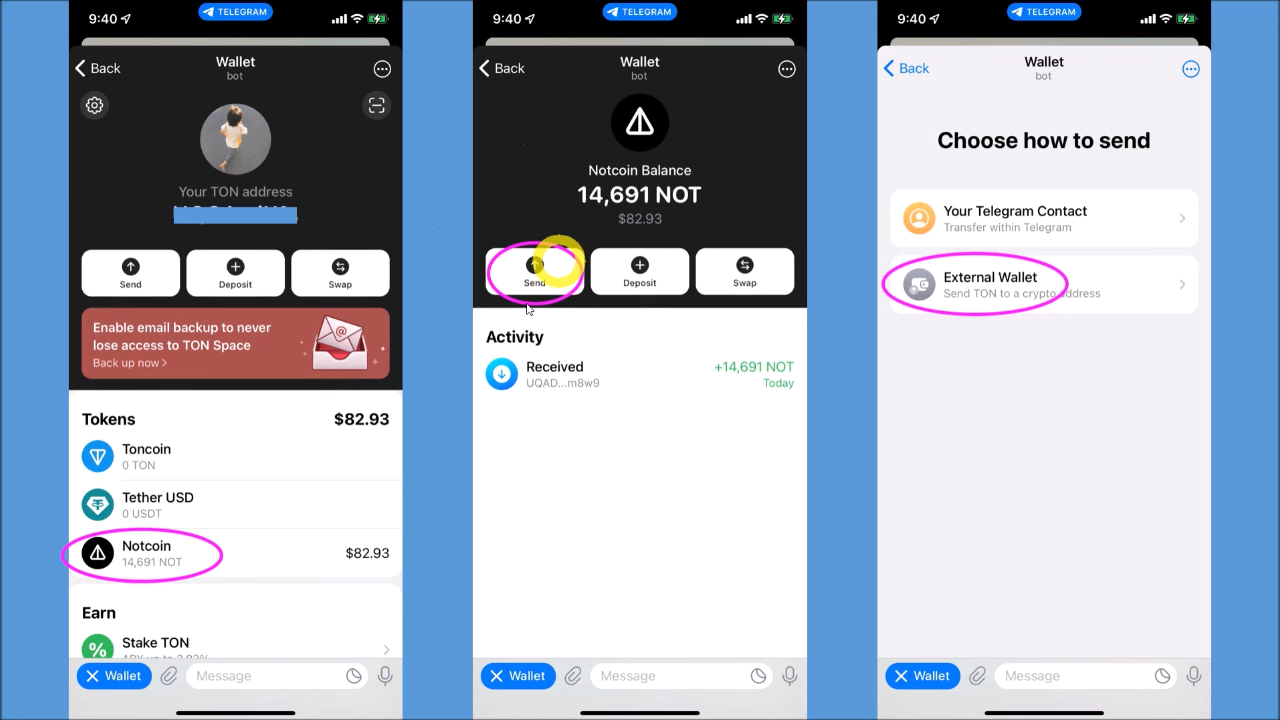 9:40
TELEGRAM
Back
Wallet
bot
Your TON address
Send
Deposit
Swap
Enable email backup to never
lose access to TON Space
Back up now >
Tokens
$82.93
Toncoin
0 TON
Tether USD
0 USDT
Notcoin
14,691 NOT
$82.93
Earn
Stake TON
%
Wallet
Message
9:40
TELEGRAM
Back
Wallet
bot
Notcoin Balance
14,691 NOT
$82.93
Send
Deposit
Swap
Activity
Received
UQAD...m8w9
+14,691 NOT
Today
Wallet
Message
9:40
TELEGRAM
Back
Wallet
bot
Choose how to send
Your Telegram Contact
Transfer within Telegram
External Wallet
Send TON to a crypto address
Wallet
Message